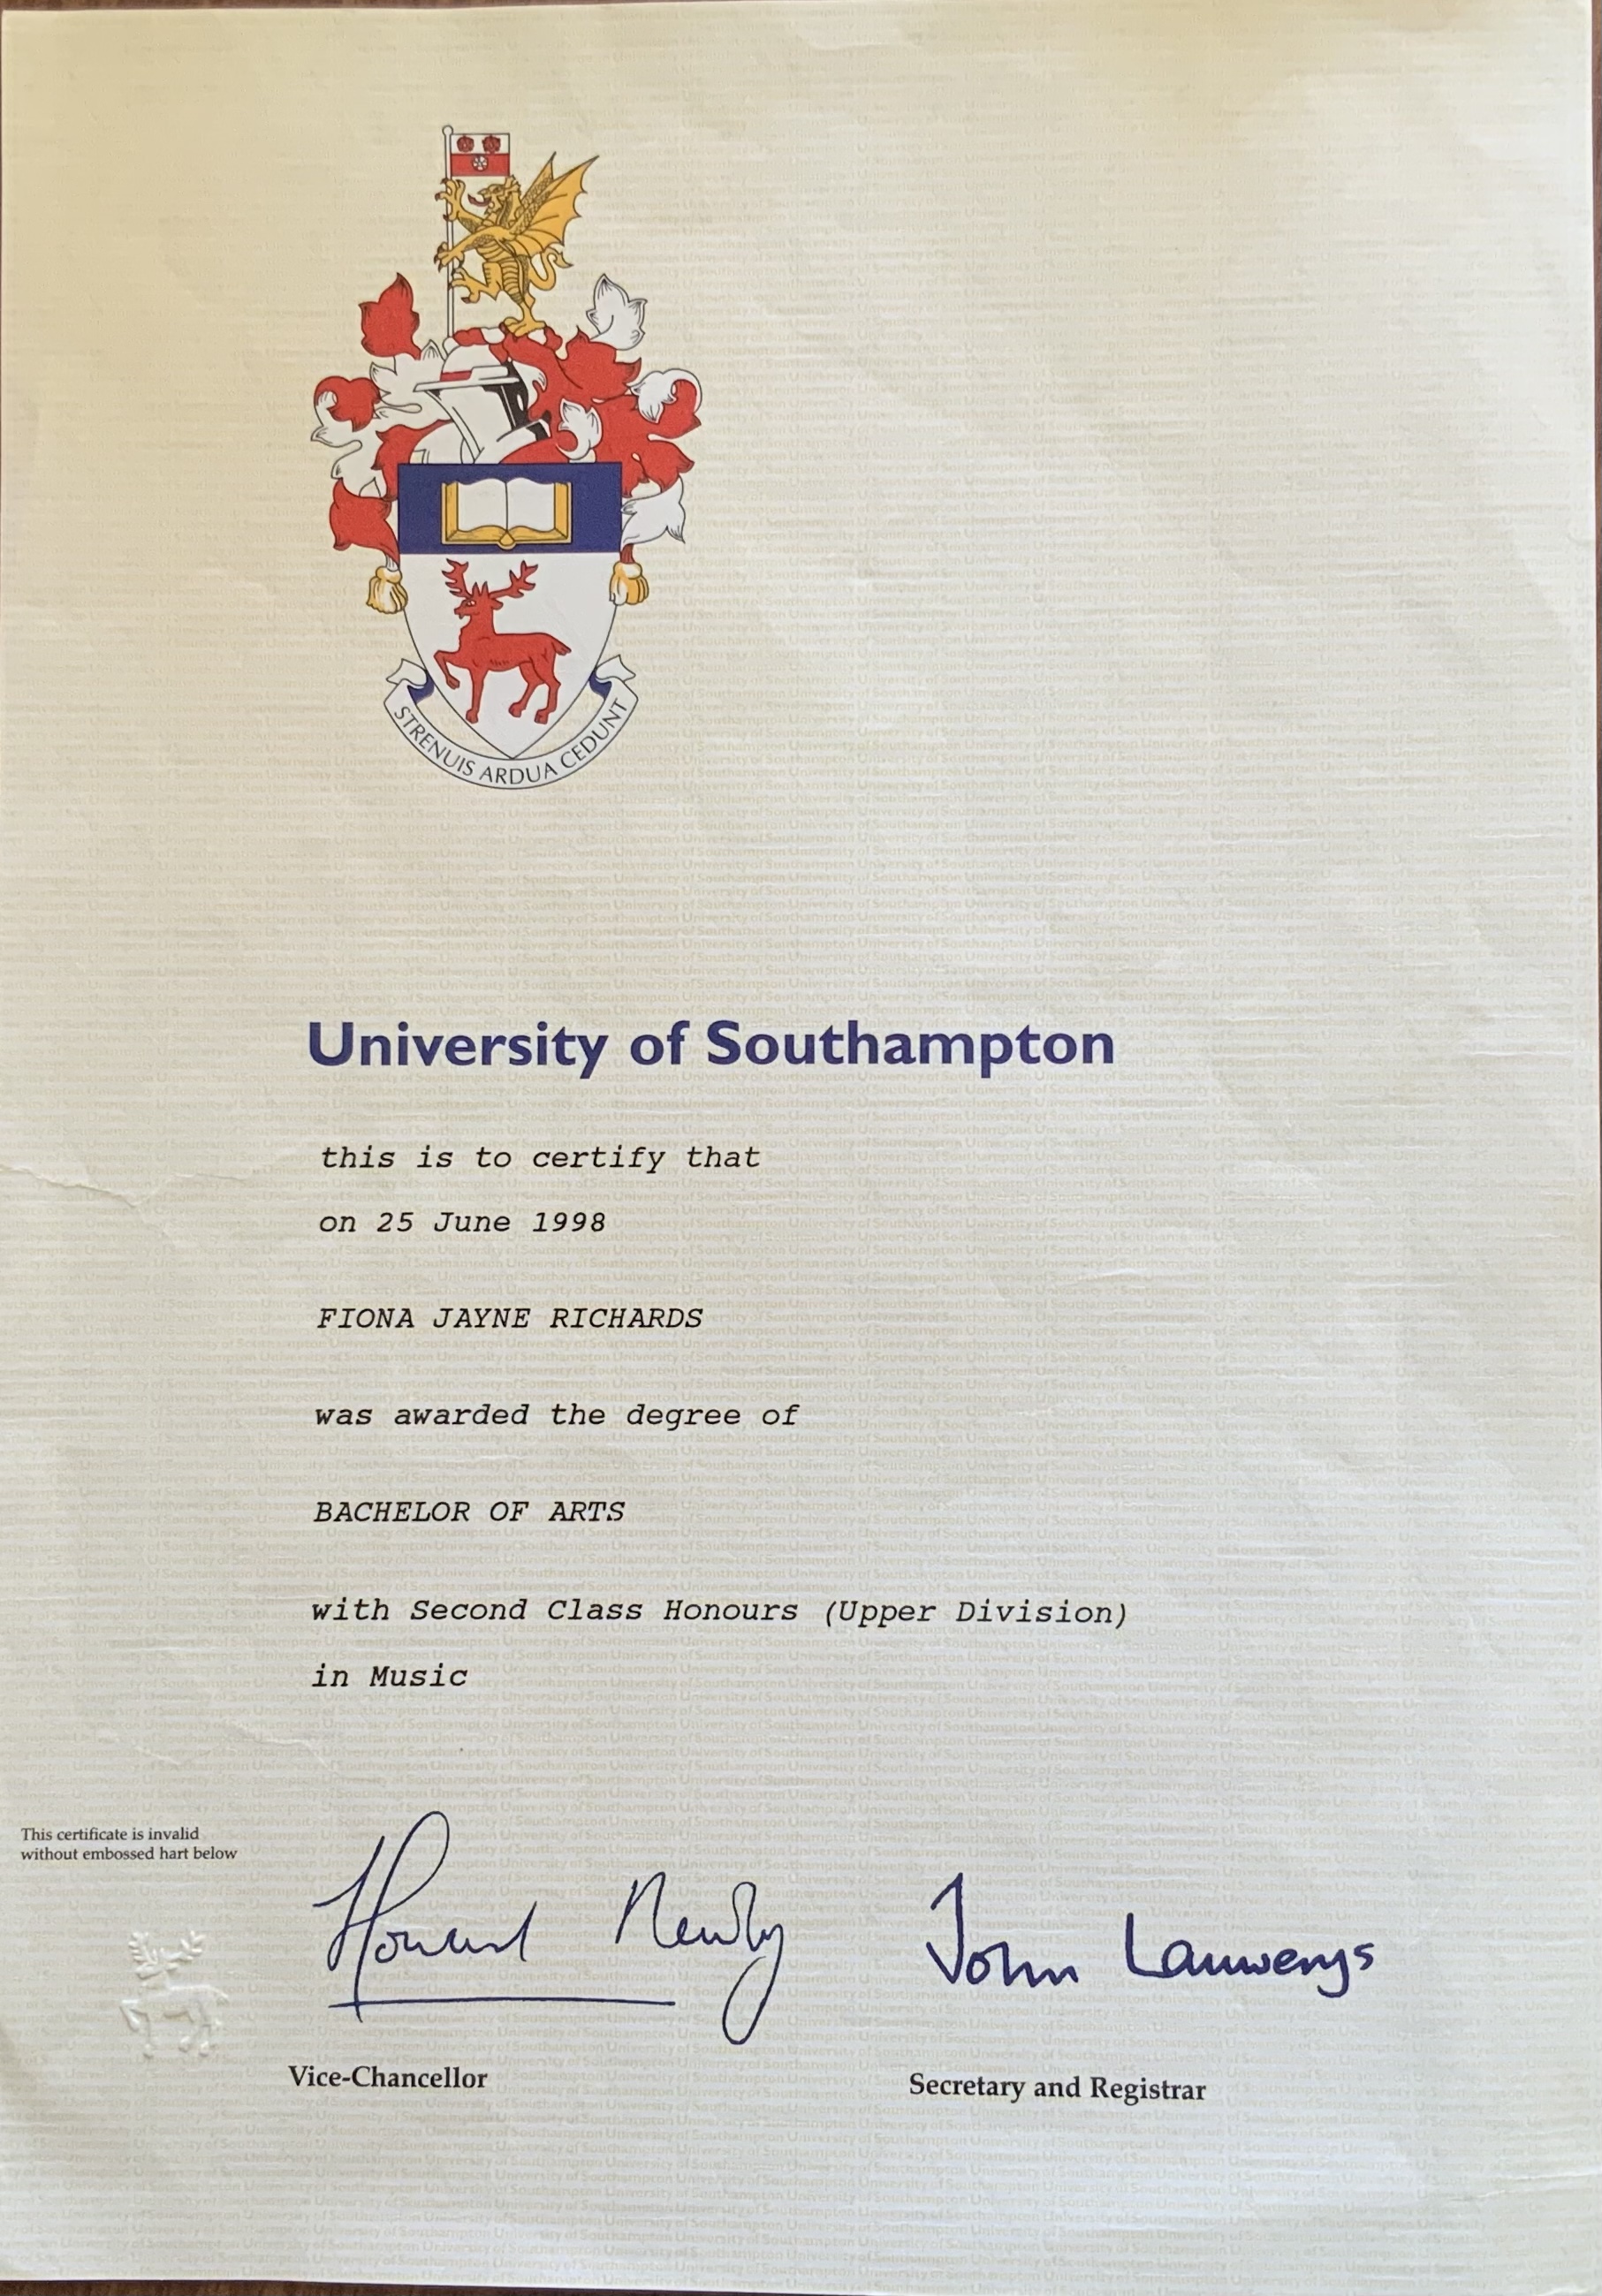 STRENUIS ARDUA CEDUNT
University of Southampton
this is to certify that
on 25 June 1998
FIONA JAYNE RICHARDS
was awarded the degree of
BACHELOR OF ARTS
with Second Class Honours (Upper Division)
in Music
This certificate is invalid
without embossed hart below
Howard Newby
John Lauwerys
Vice-Chancellor
Secretary and Registrar